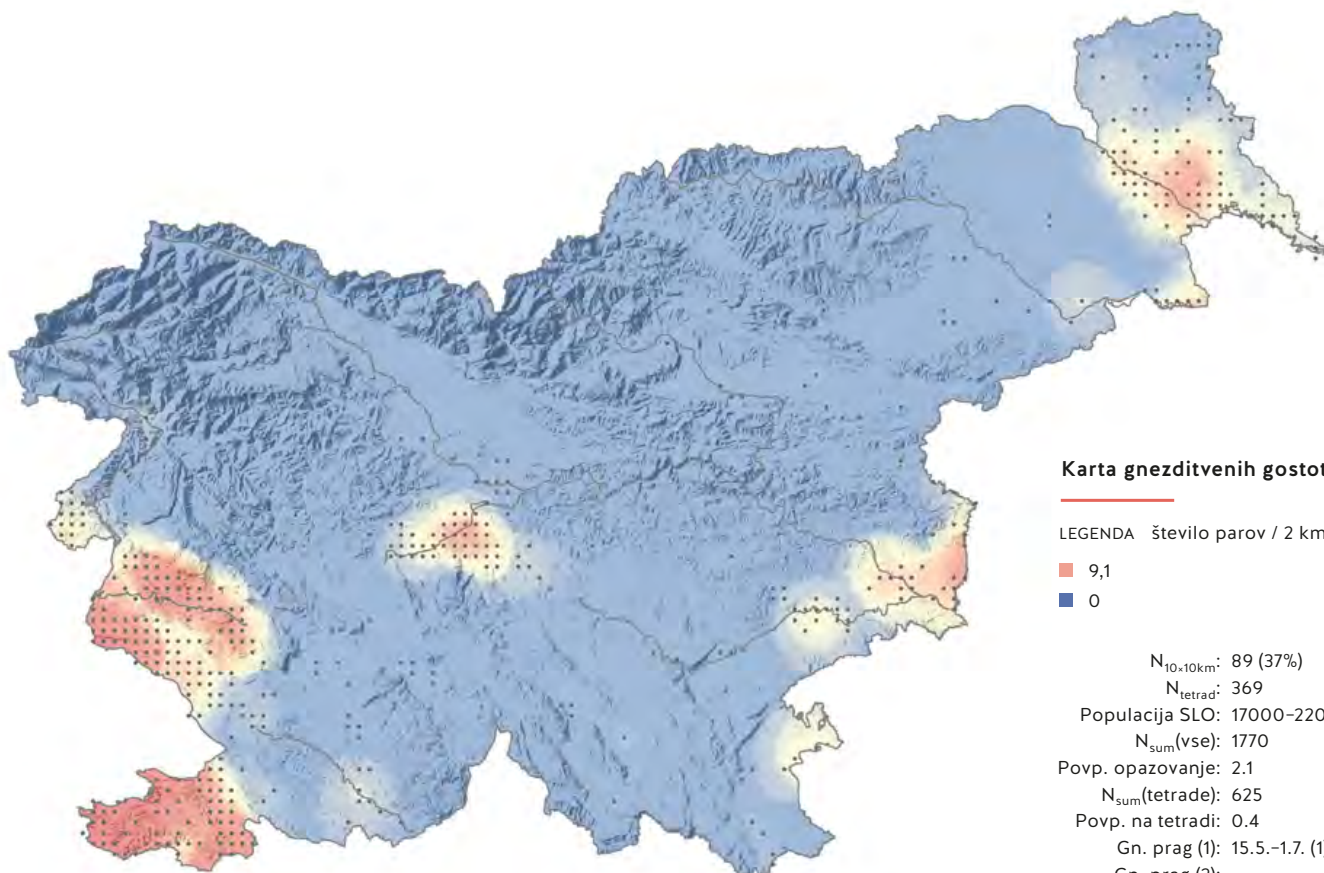 Karta gnezditvenih gostot
LEGENDA število parov / 2 km
9,1
0
N10×10km: 89 (37%)
Ntetrad: 369
Populacija SLO: 17000–220
Nsum(vse): 1770
Povp. opazovanje: 2.1
Nsum(tetrade): 625
Povp. na tetradi: 0.4
Gn. prag (1): 15.5.–1.7. (1)